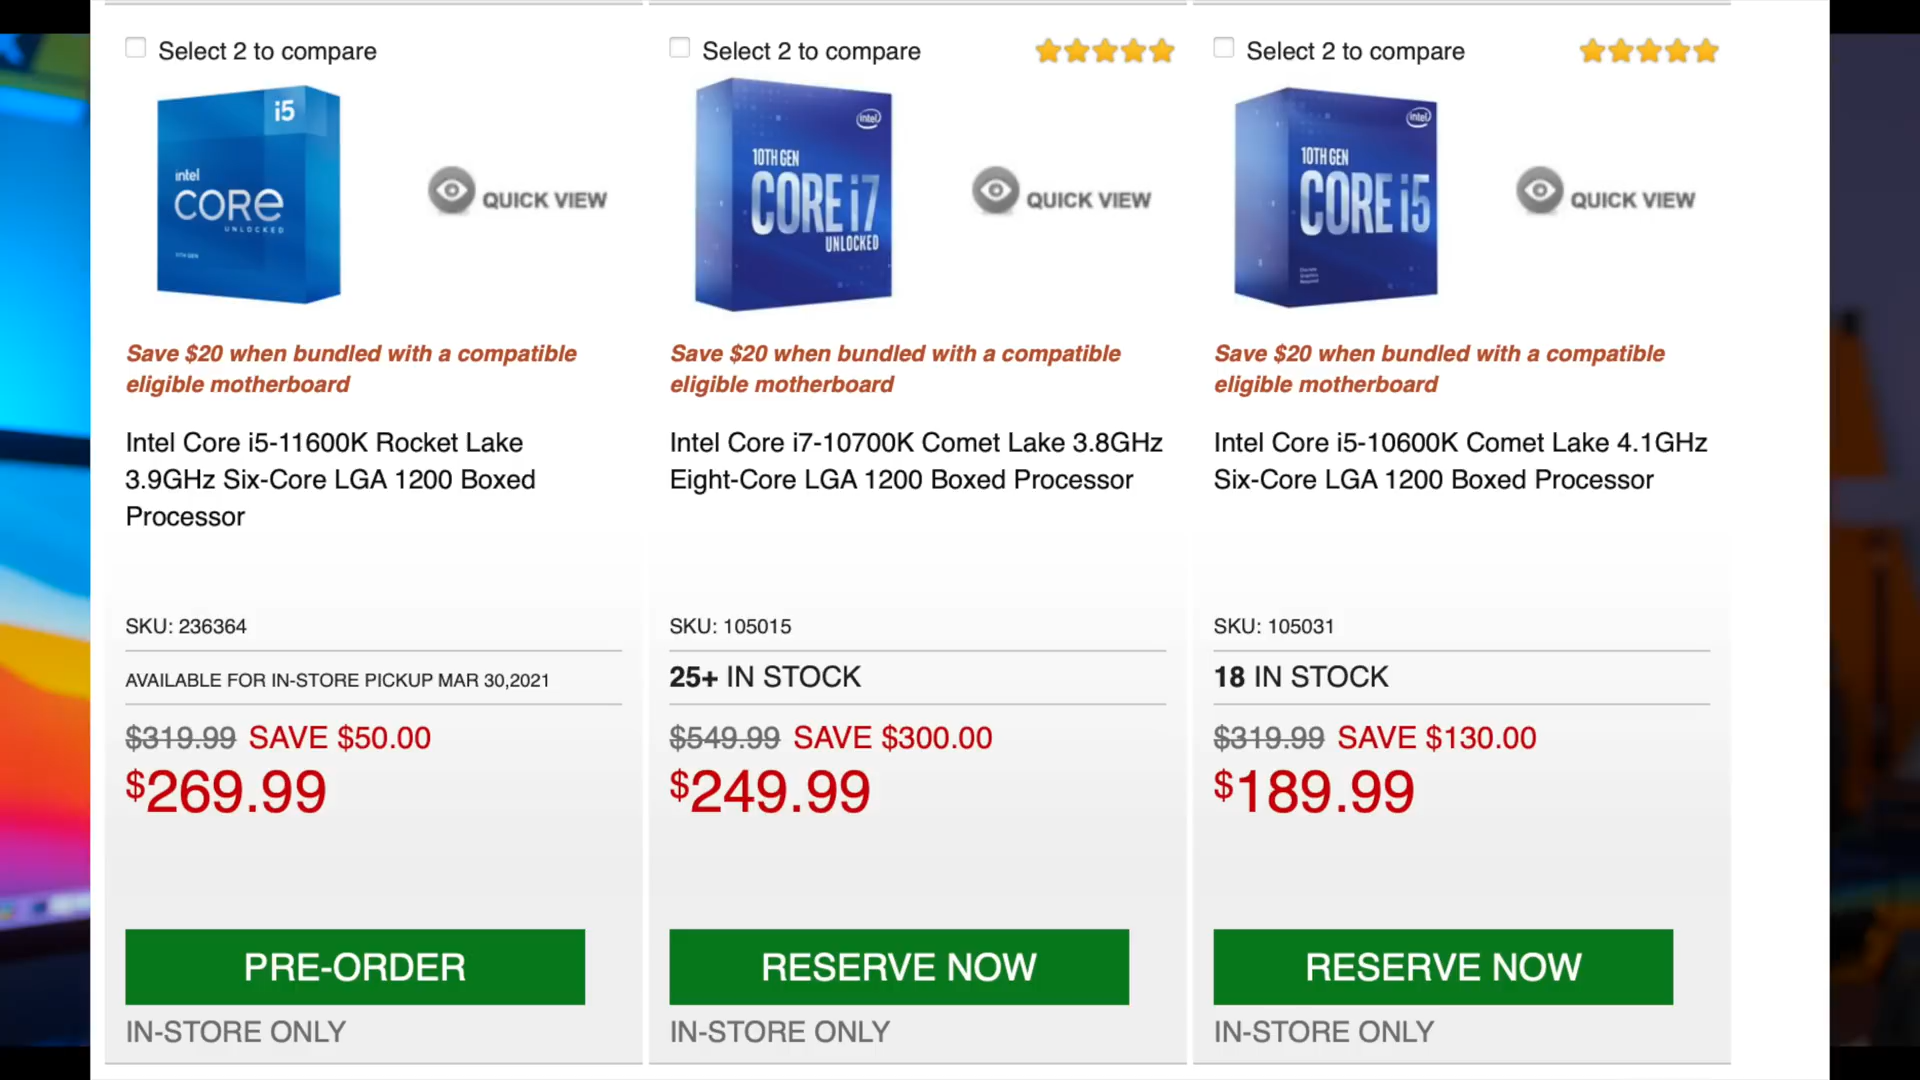 Select 2 to compare
i5
intel
CORE
UNLOCKED
QUICK VIEW
Save $20 when bundled with a compatible
eligible motherboard
Intel Core i5-11600K Rocket Lake
3.9GHz Six-Core LGA 1200 Boxed
Processor
SKU: 236364
AVAILABLE FOR IN-STORE PICKUP MAR 30,2021
$319.99 SAVE $50.00
$269.99
PRE-ORDER
IN-STORE ONLY
Select 2 to compare
intel
10TH GEN
CORE i7
UNLOCKED
QUICK VIEW
Save $20 when bundled with a compatible
eligible motherboard
Intel Core i7-10700K Comet Lake 3.8GHz
Eight-Core LGA 1200 Boxed Processor
SKU: 105015
25+ IN STOCK
$549.99 SAVE $300.00
$249.99
RESERVE NOW
IN-STORE ONLY
Select 2 to compare
intel
10TH GEN
CORE i5
QUICK VIEW
Save $20 when bundled with a compatible
eligible motherboard
Intel Core i5-10600K Comet Lake 4.1GHz
Six-Core LGA 1200 Boxed Processor
SKU: 105031
18 IN STOCK
$319.99 SAVE $130.00
$189.99
RESERVE NOW
IN-STORE ONLY